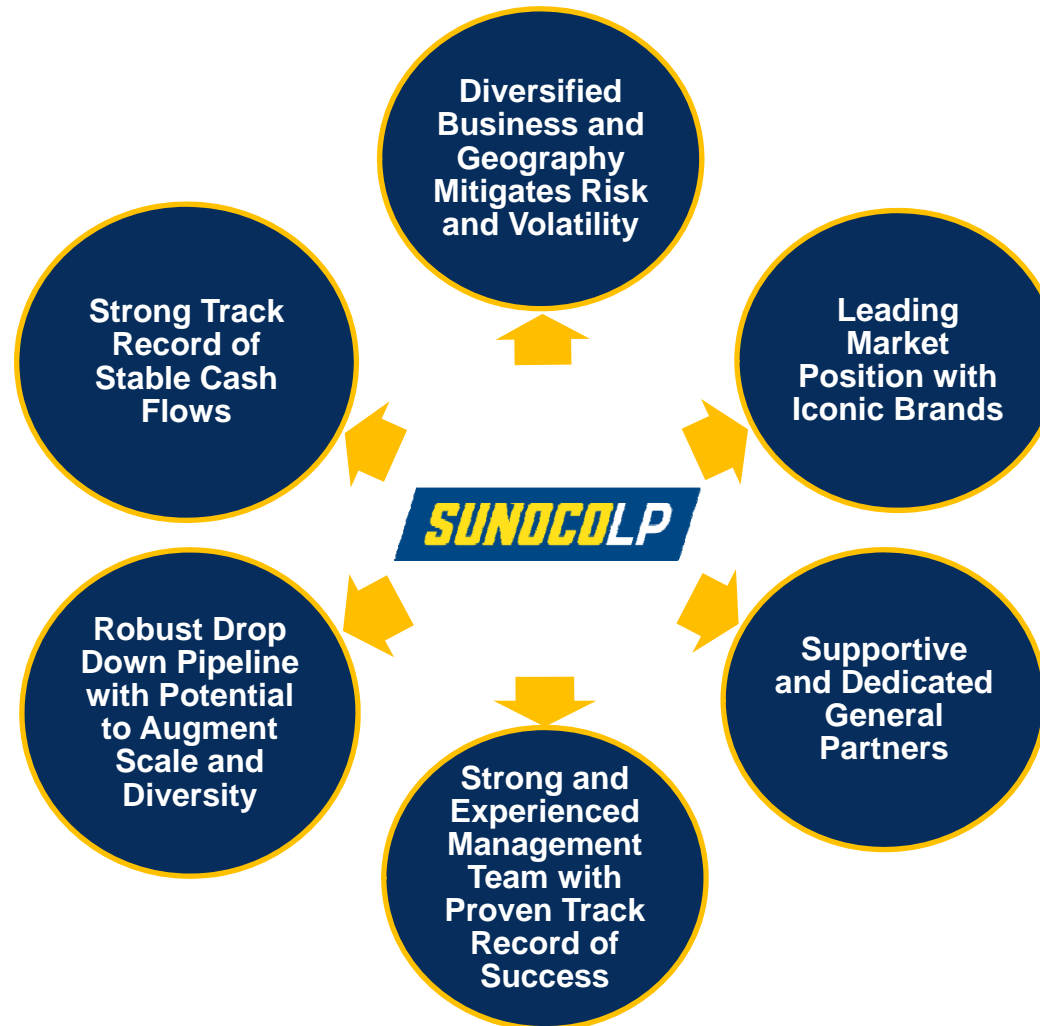 Diversified
Business and
Geography
Mitigates Risk
and Volatility
Strong Track
Record of
Stable Cash
Flows
Leading
Market
Position with
Iconic Brands
SUNOCOLP
Robust Drop
Down Pipeline
with Potential
to Augment
Scale and
Diversity
Supportive
and Dedicated
General
Partners
Strong and
Experienced
Management
Team with
Proven Track
Record of
Success